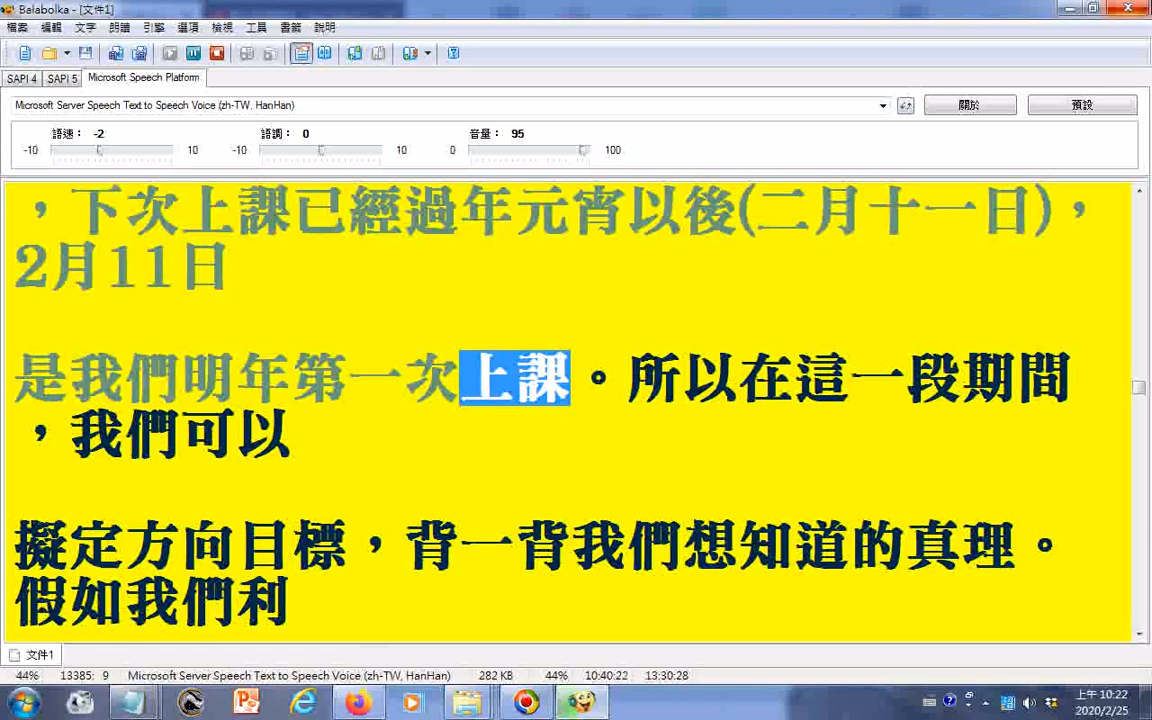 Balabolka - [文件1]
檔案 編輯 文字 朗讀 引擎 選項 檢視 工具 書籤 說明
SAPI 4 SAPI 5 Microsoft Speech Platform
Microsoft Server Speech Text to Speech Voice (zh-TW, HanHan) 關於 預設
語速： -2 語調： 0 音量： 95
-10 10 -10 10 0 100
，下次上課已經過年元宵以後(二月十一日)，
2月11日
是我們明年第一次上課。所以在這一段期間
，我們可以
擬定方向目標，背一背我們想知道的真理。
假如我們利
文件1
44% 13385: 9 Microsoft Server Speech Text to Speech Voice (zh-TW, HanHan) 282 KB 44% 10:40:22 13:30:28
上午 10:22
2020/2/25